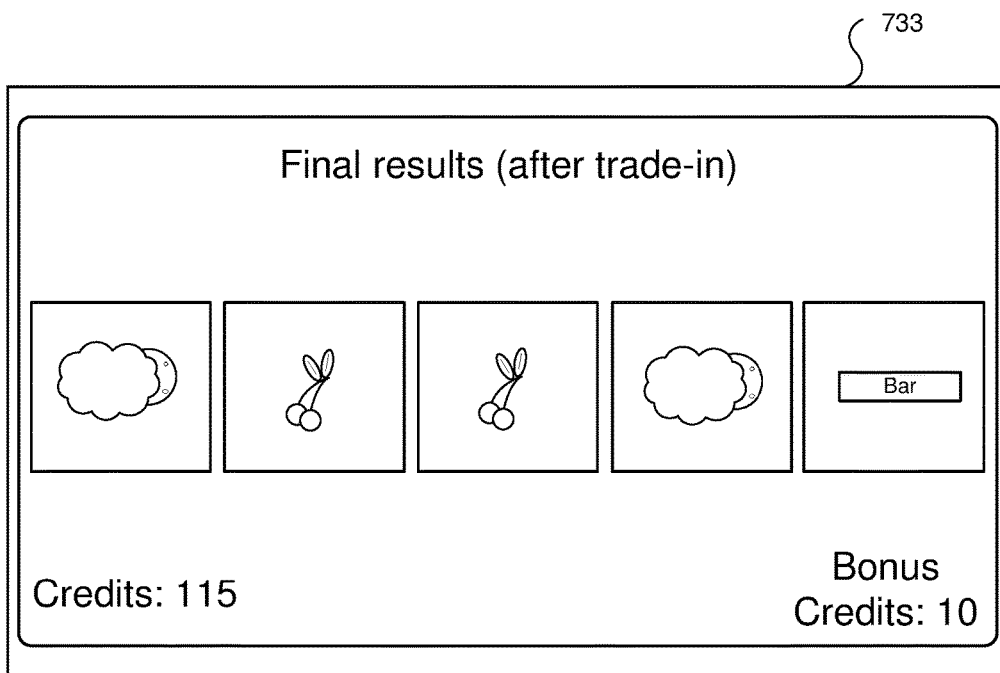 733
Final results (after trade-in)
Bar
Credits: 115
Bonus
Credits: 10